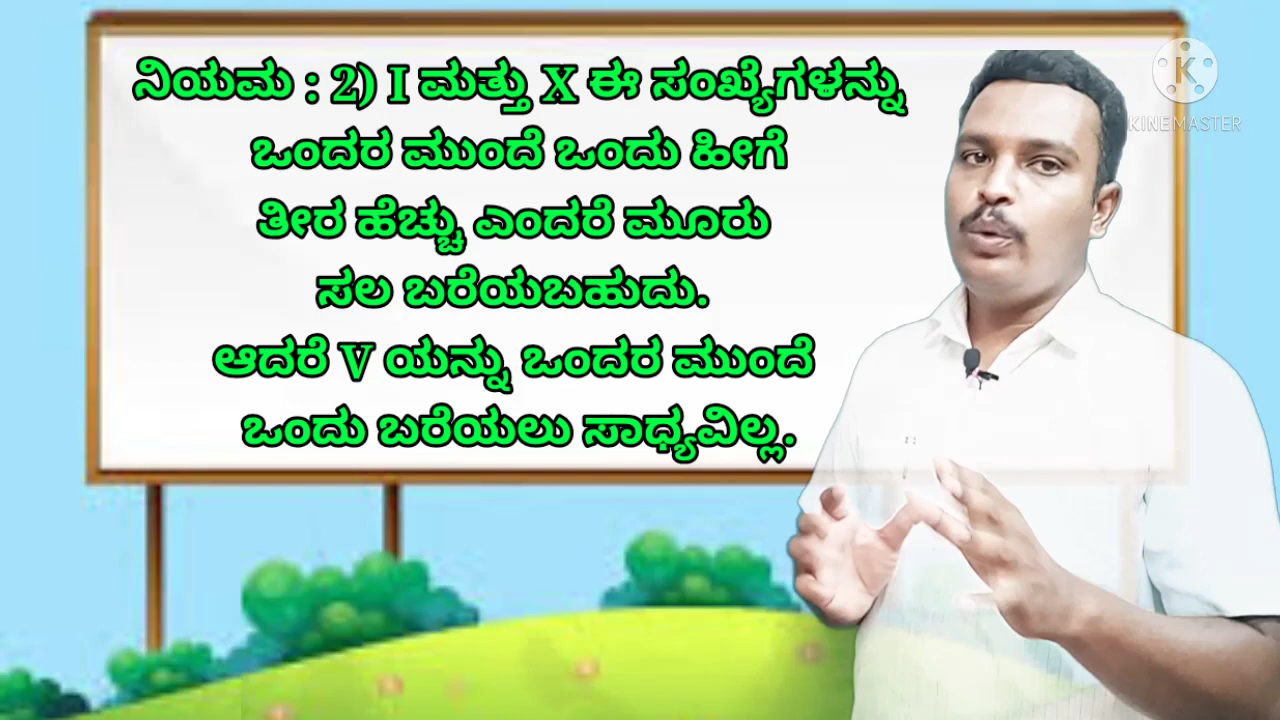 ನಿಯಮ : 2) I ಮತ್ತು X ಈ ಸಂಖ್ಯೆಗಳನ್ನು
ಒಂದರ ಮುಂದೆ ಒಂದು ಹೀಗೆ
ತೀರ ಹೆಚ್ಚು ಎಂದರೆ ಮೂರು
ಸಲ ಬರೆಯಬಹುದು.
ಆದರೆ V ಯನ್ನು ಒಂದರ ಮುಂದೆ
ಒಂದು ಬರೆಯಲು ಸಾಧ್ಯವಿಲ್ಲ.
K
KINEMASTER